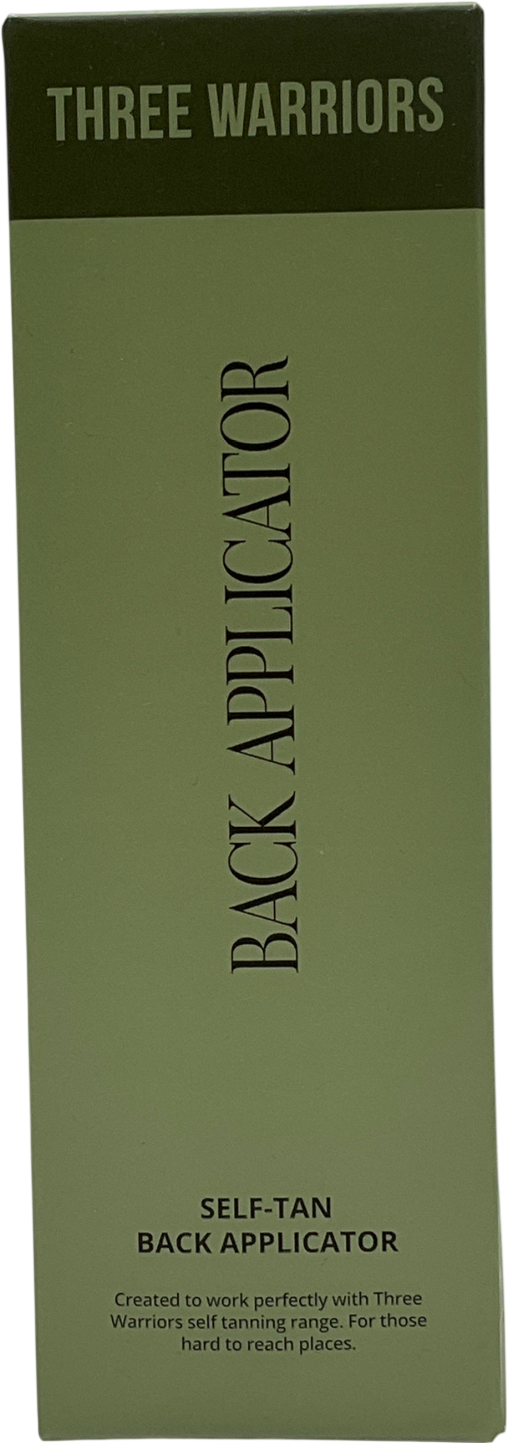 THREE WARRIORS
BACK APPLICATOR
SELF-TAN
BACK APPLICATOR
Created to work perfectly with Three
Warriors self tanning range. For those
hard to reach places.